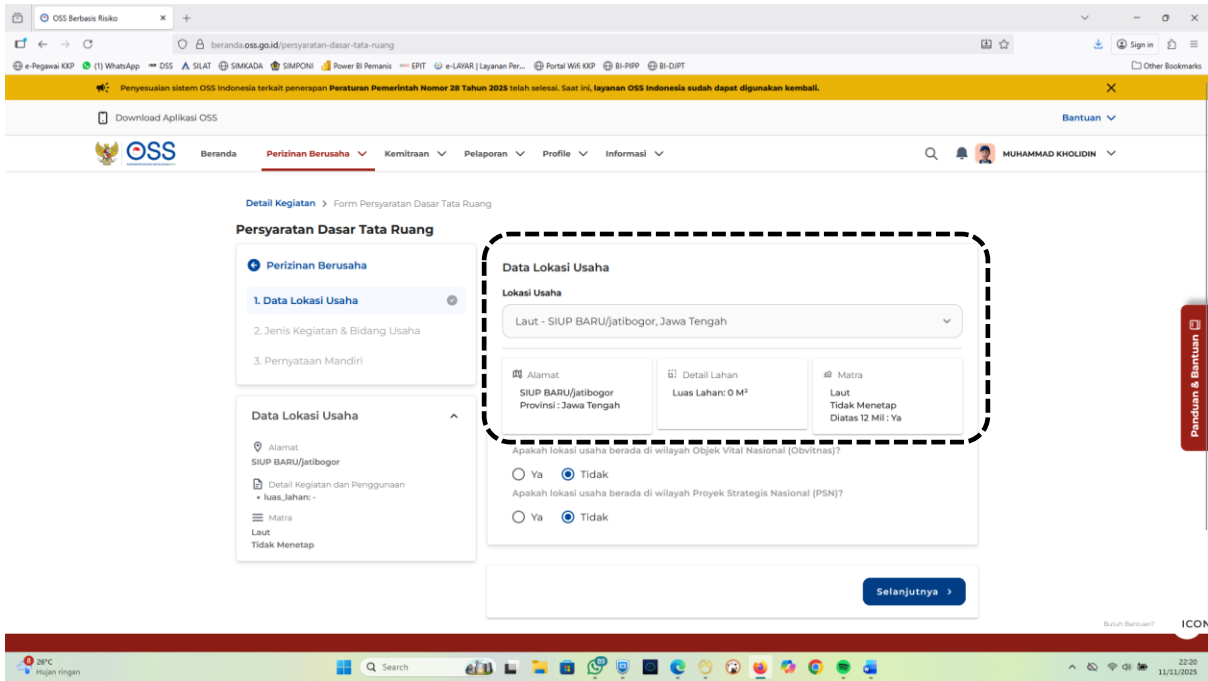 OSS Berbasis Risiko
beranda.oss.go.id/persyaratan-dasar-tata-ruang
Sign in
e-Pegawai KKP (1) WhatsApp DSS SILAT SIMKADA SIMPONI Power BI Pemanis EPIT e-LAYAR | Layanan Per... Portal Wifi KKP BI-PIPP BI-DJPT Other Bookmarks
Penyesuaian sistem OSS Indonesia terkait penerapan Peraturan Pemerintah Nomor 28 Tahun 2025 telah selesai. Saat ini, layanan OSS Indonesia sudah dapat digunakan kembali.
Download Aplikasi OSS Bantuan
OSS Beranda Perizinan Berusaha Kemitraan Pelaporan Profile Informasi MUHAMMAD KHOLIDIN
Detail Kegiatan > Form Persyaratan Dasar Tata Ruang
Persyaratan Dasar Tata Ruang
Perizinan Berusaha
1. Data Lokasi Usaha
2. Jenis Kegiatan & Bidang Usaha
3. Pernyataan Mandiri
Data Lokasi Usaha
Alamat
SIUP BARU/jatibogor
Detail Kegiatan dan Penggunaan
• luas_lahan: -
Matra
Laut
Tidak Menetap
Data Lokasi Usaha
Lokasi Usaha
Laut - SIUP BARU/jatibogor, Jawa Tengah
Alamat
SIUP BARU/jatibogor
Provinsi : Jawa Tengah
Detail Lahan
Luas Lahan: 0 M²
Matra
Laut
Tidak Menetap
Diatas 12 Mil : Ya
Apakah lokasi usaha berada di wilayah Objek Vital Nasional (Obvitnas)?
Ya Tidak
Apakah lokasi usaha berada di wilayah Proyek Strategis Nasional (PSN)?
Ya Tidak
Selanjutnya >
Panduan & Bantuan
Butuh Bantuan?
ICON
8
26°C
Hujan ringan
Search
22:20
11/11/2025